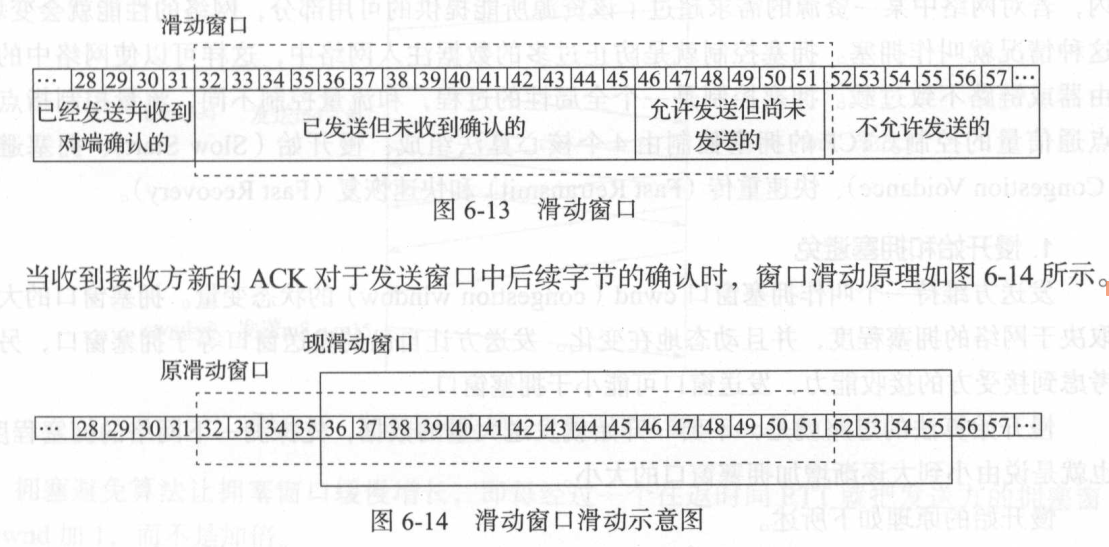 滑动窗口
… 28 29 30 31 32 33 34 35 36 37 38 39 40 41 42 43 44 45 46 47 48 49 50 51 52 53 54 55 56 57 …
已经发送并收到
对端确认的
已发送但未收到确认的
允许发送但尚未
发送的
不允许发送的
图 6-13 滑动窗口
当收到接收方新的 ACK 对于发送窗口中后续字节的确认时，窗口滑动原理如图 6-14 所示。
现滑动窗口
原滑动窗口
… 28 29 30 31 32 33 34 35 36 37 38 39 40 41 42 43 44 45 46 47 48 49 50 51 52 53 54 55 56 57 …
图 6-14 滑动窗口滑动示意图